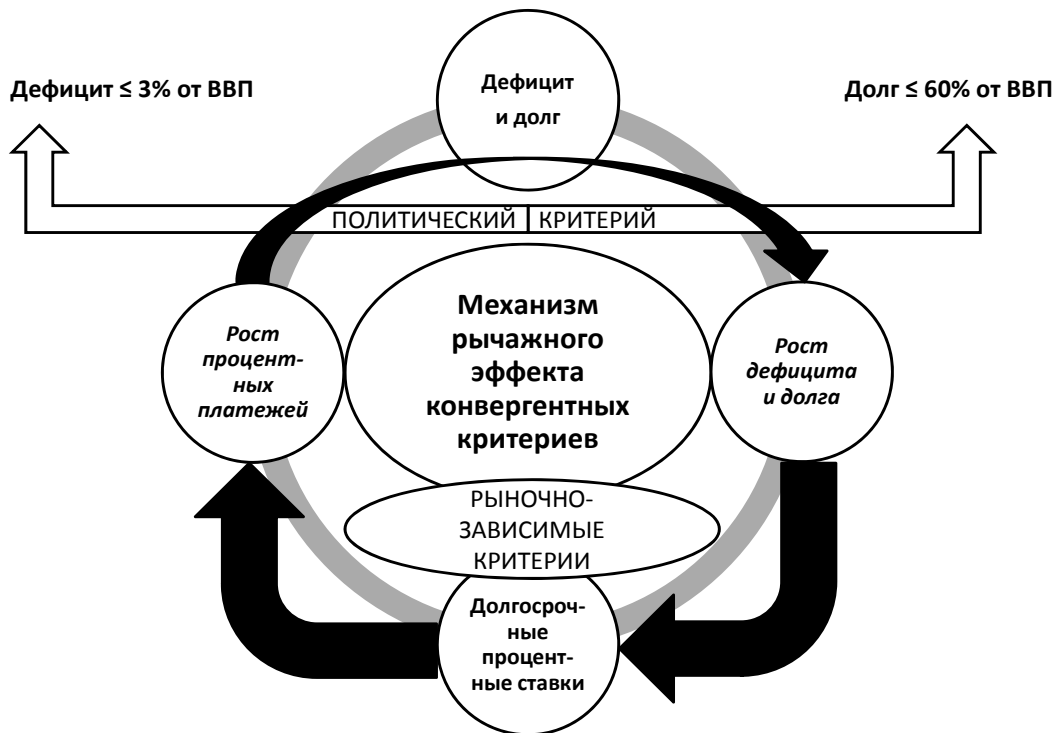 Дефицит
и долг
Дефицит ≤ 3% от ВВП
Долг ≤ 60% от ВВП
ПОЛИТИЧЕСКИЙ
КРИТЕРИЙ
Механизм
рычажного
эффекта
конвергентных
критериев
Рост
процент-
ных
платежей
Рост
дефицита
и долга
РЫНОЧНО-
ЗАВИСИМЫЕ
КРИТЕРИИ
Долгосроч-
ные
процент-
ные ставки